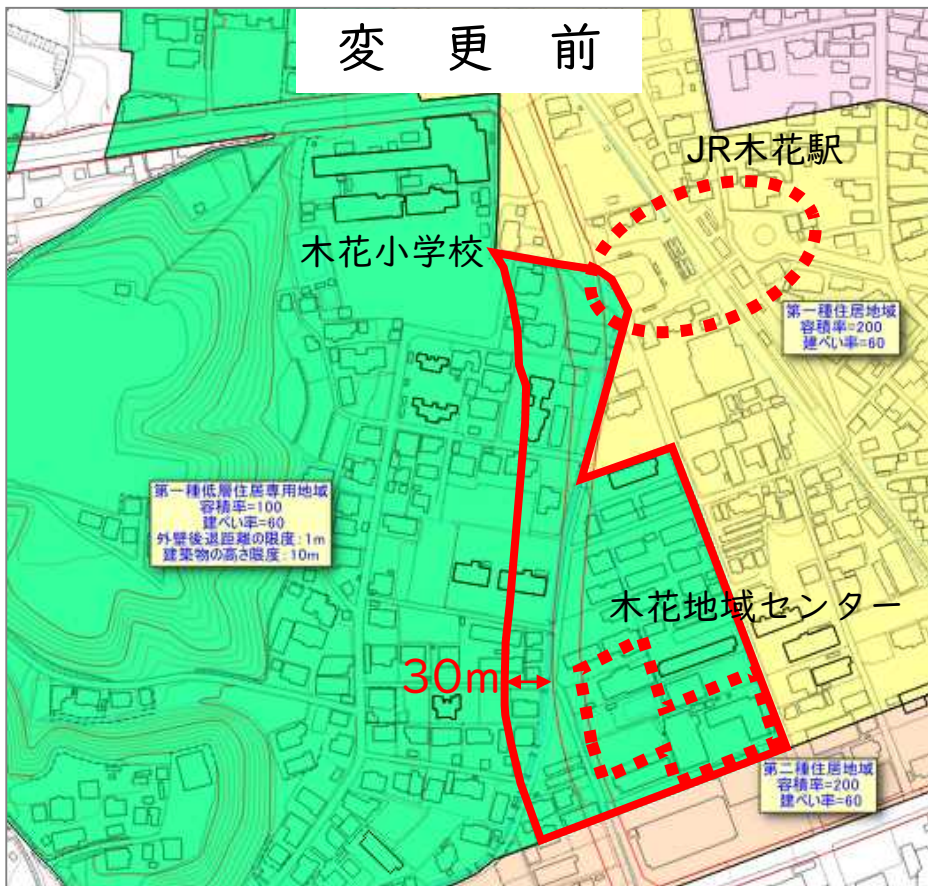 変更前
JR木花駅
木花小学校
第一種住居地域
容積率=200
建ぺい率=60
第一種低層住居専用地域
容積率=100
建ぺい率=60
外壁後退距離の限度:1m
建築物の高さ限度:10m
木花地域センター
30m
第二種住居地域
容積率=200
建ぺい率=60